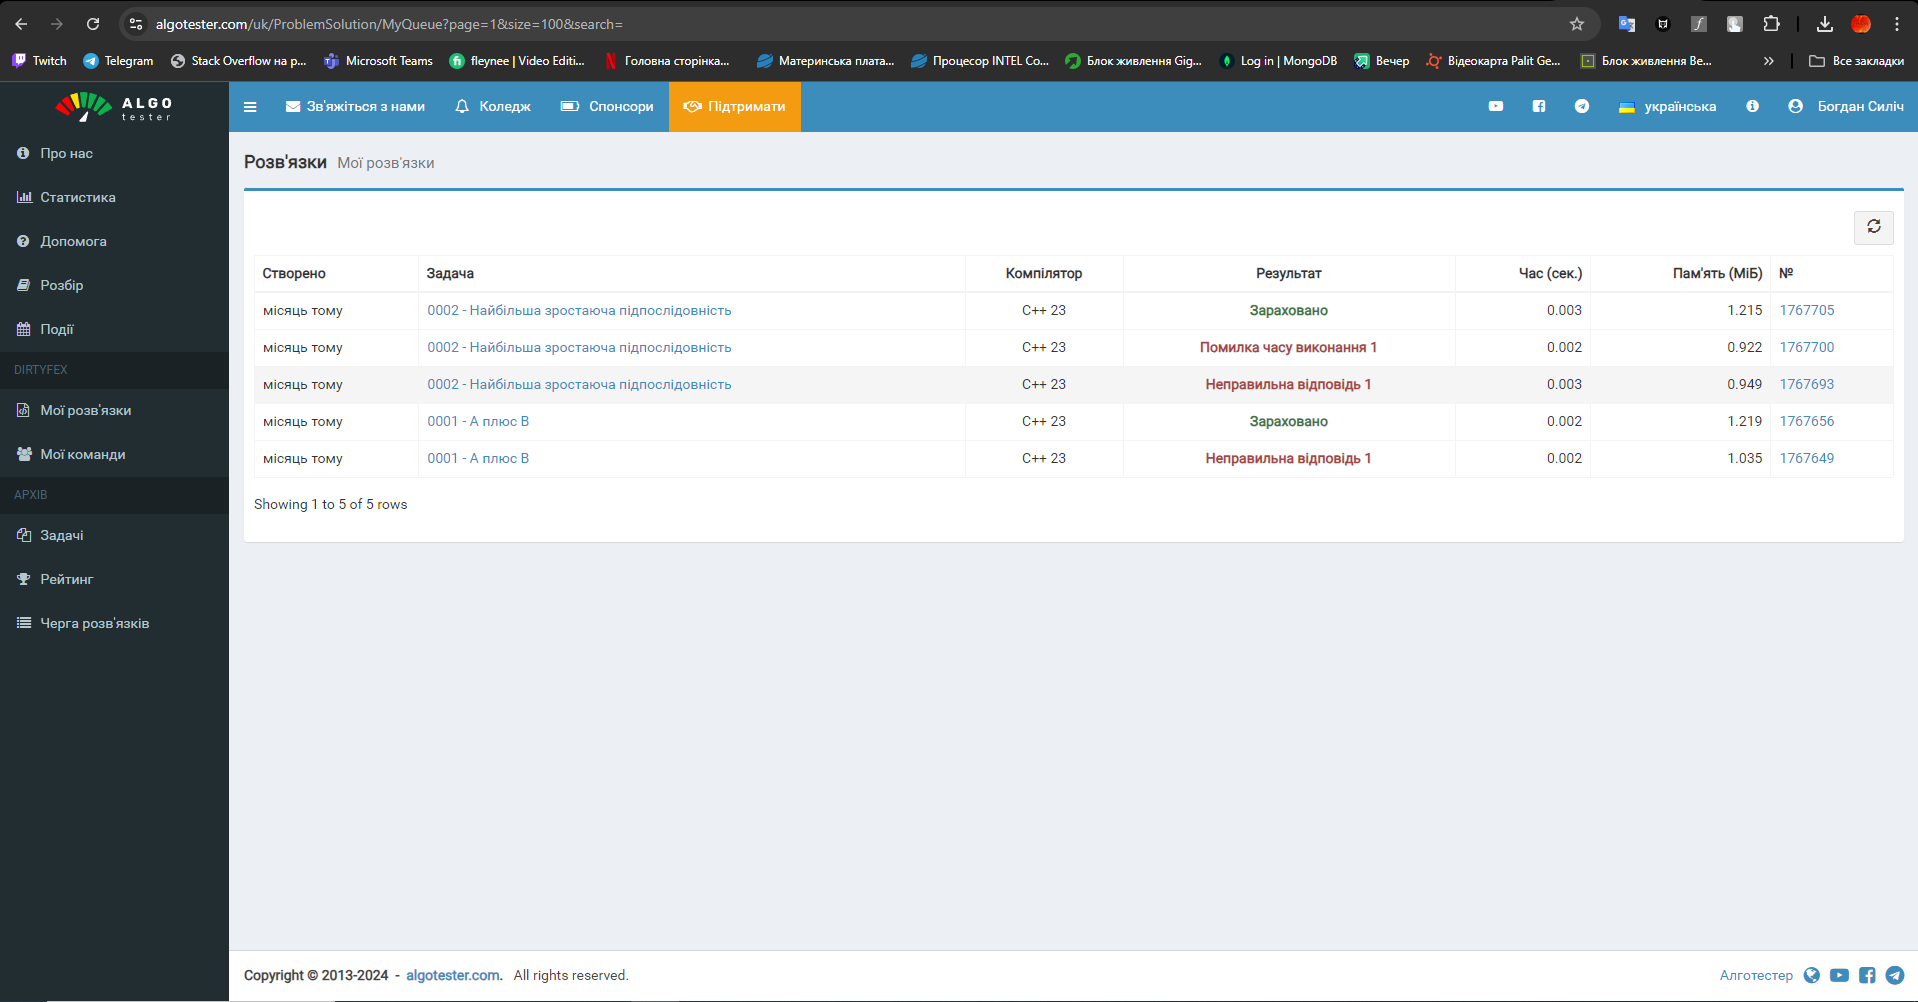 algotester.com/uk/ProblemSolution/MyQueue?page=1&size=100&search=
Twitch Telegram Stack Overflow на р... Microsoft Teams fleynee | Video Editi... Головна сторінка... Материнська плата... Процесор INTEL Co... Блок живлення Gig... Log in | MongoDB Вечер Відеокарта Palit Ge... Блок живлення Be... » Все закладки
ALGO
tester
Зв'яжіться з нами Коледж Спонсори Підтримати українська Богдан Силіч
Про нас
Статистика
Допомога
Розбір
Події
DIRTYFEX
Мої розв'язки
Мої команди
АРХІВ
Задачі
Рейтинг
Черга розв'язків
Розв'язки Мої розв'язки
Створено Задача Компілятор Результат Час (сек.) Пам'ять (МіБ) №
місяць тому 0002 - Найбільша зростаюча підпослідовність C++ 23 Зараховано 0.003 1.215 1767705
місяць тому 0002 - Найбільша зростаюча підпослідовність C++ 23 Помилка часу виконання 1 0.002 0.922 1767700
місяць тому 0002 - Найбільша зростаюча підпослідовність C++ 23 Неправильна відповідь 1 0.003 0.949 1767693
місяць тому 0001 - А плюс В C++ 23 Зараховано 0.002 1.219 1767656
місяць тому 0001 - А плюс В C++ 23 Неправильна відповідь 1 0.002 1.035 1767649
Showing 1 to 5 of 5 rows
Copyright © 2013-2024 - algotester.com. All rights reserved. Алготестер